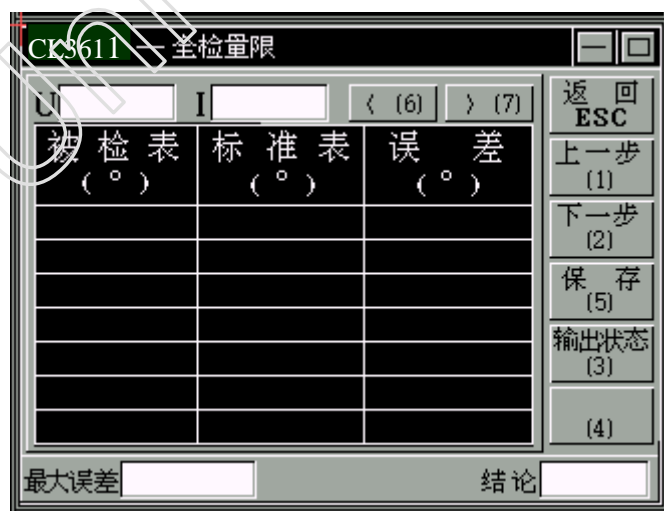 CK3611 — 全检量限
U I 〈 (6) 〉 (7)
返 回
ESC
被 检 表 标 准 表 误 差
(°) (°) (°)
上一步
(1)
下一步
(2)
保 存
(5)
输出状态
(3)
(4)
最大误差 结论